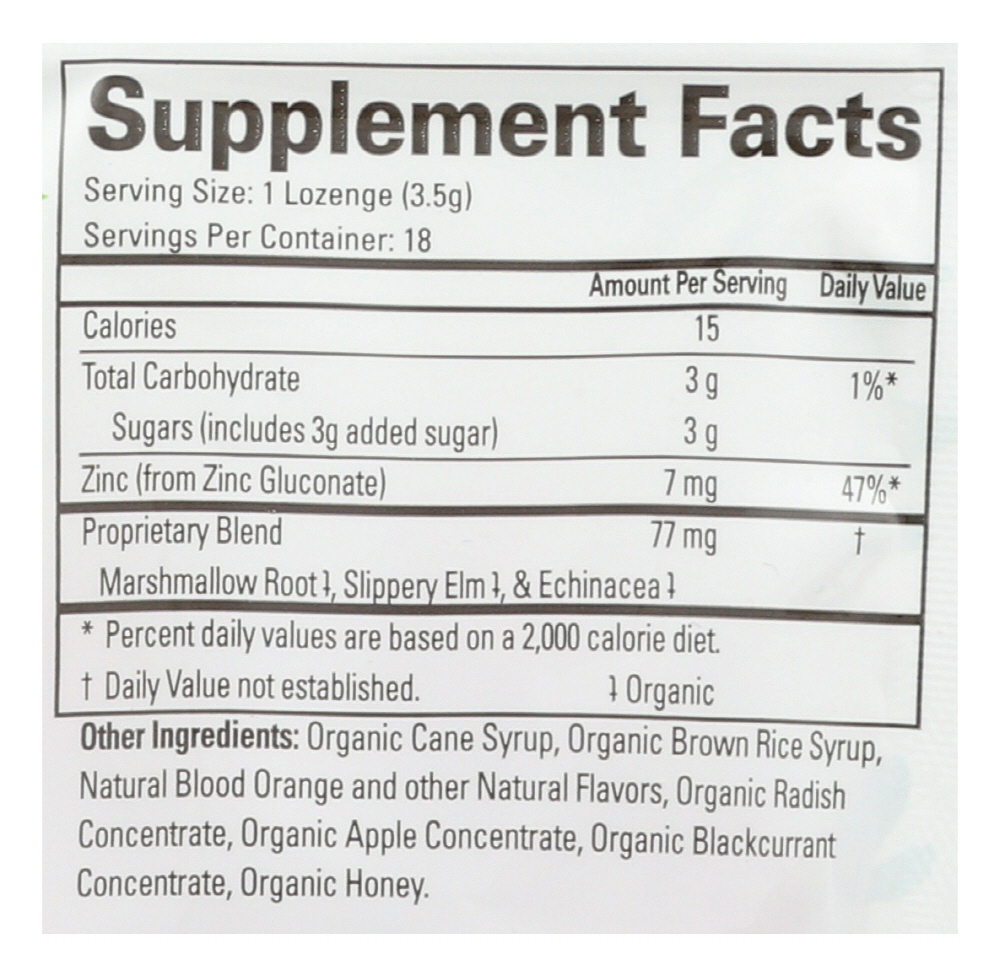 Supplement Facts
Serving Size: 1 Lozenge (3.5g)
Servings Per Container: 18
Amount Per Serving Daily Value
Calories 15
Total Carbohydrate 3 g 1%*
Sugars (includes 3g added sugar) 3 g
Zinc (from Zinc Gluconate) 7 mg 47%*
Proprietary Blend 77 mg †
Marshmallow Root ⸹, Slippery Elm ⸹, & Echinacea ⸹
* Percent daily values are based on a 2,000 calorie diet.
† Daily Value not established. ⸹ Organic
Other Ingredients: Organic Cane Syrup, Organic Brown Rice Syrup,
Natural Blood Orange and other Natural Flavors, Organic Radish
Concentrate, Organic Apple Concentrate, Organic Blackcurrant
Concentrate, Organic Honey.